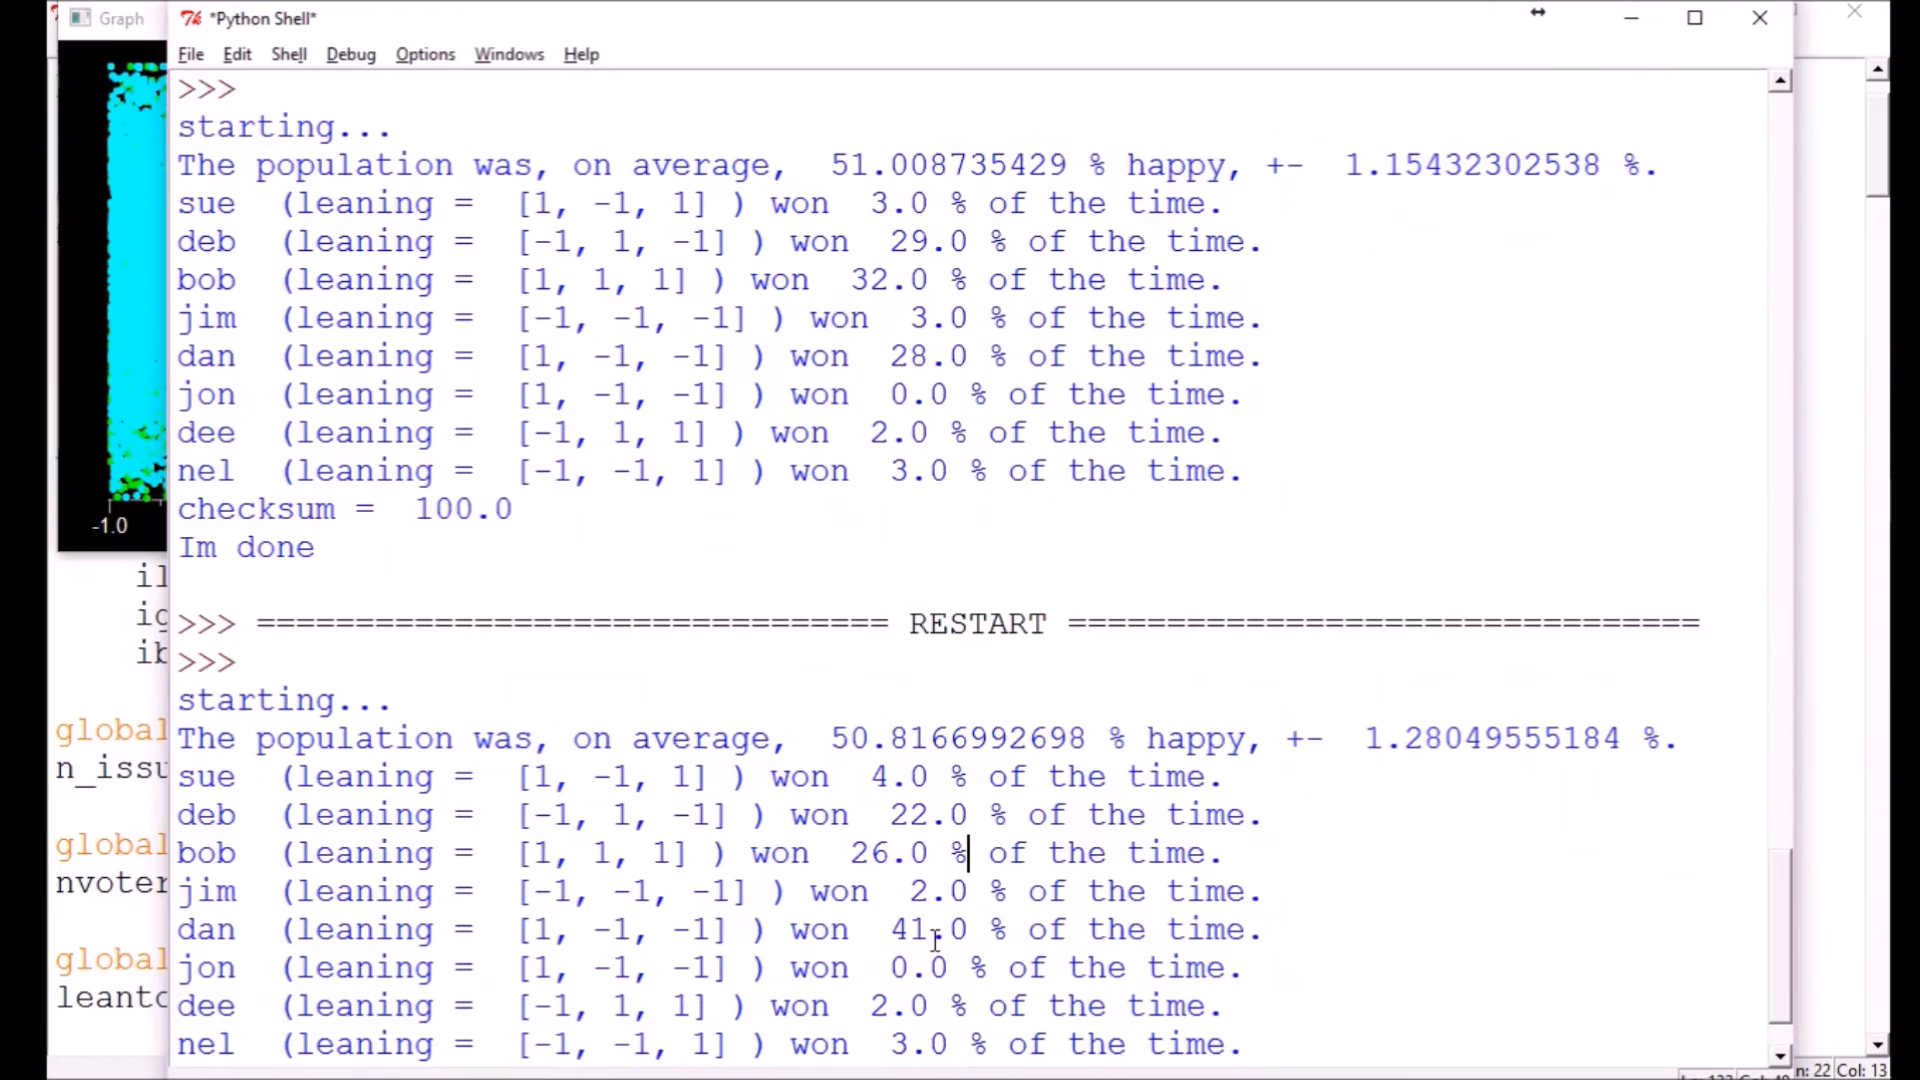 Graph
*Python Shell*
File Edit Shell Debug Options Windows Help
>>>
starting...
The population was, on average,  51.008735429 % happy, +-  1.15432302538 %.
sue  (leaning =  [1, -1, 1] ) won  3.0 % of the time.
deb  (leaning =  [-1, 1, -1] ) won  29.0 % of the time.
bob  (leaning =  [1, 1, 1] ) won  32.0 % of the time.
jim  (leaning =  [-1, -1, -1] ) won  3.0 % of the time.
dan  (leaning =  [1, -1, -1] ) won  28.0 % of the time.
jon  (leaning =  [1, -1, -1] ) won  0.0 % of the time.
dee  (leaning =  [-1, 1, 1] ) won  2.0 % of the time.
nel  (leaning =  [-1, -1, 1] ) won  3.0 % of the time.
checksum =  100.0
-1.0
Im done
>>> ================================ RESTART ================================
>>>
starting...
The population was, on average,  50.8166992698 % happy, +-  1.28049555184 %.
global
n_issu
sue  (leaning =  [1, -1, 1] ) won  4.0 % of the time.
deb  (leaning =  [-1, 1, -1] ) won  22.0 % of the time.
global
bob  (leaning =  [1, 1, 1] ) won  26.0 % of the time.
nvoter
jim  (leaning =  [-1, -1, -1] ) won  2.0 % of the time.
dan  (leaning =  [1, -1, -1] ) won  41.0 % of the time.
global
jon  (leaning =  [1, -1, -1] ) won  0.0 % of the time.
leantc
dee  (leaning =  [-1, 1, 1] ) won  2.0 % of the time.
nel  (leaning =  [-1, -1, 1] ) won  3.0 % of the time.
n: 22 Col: 13